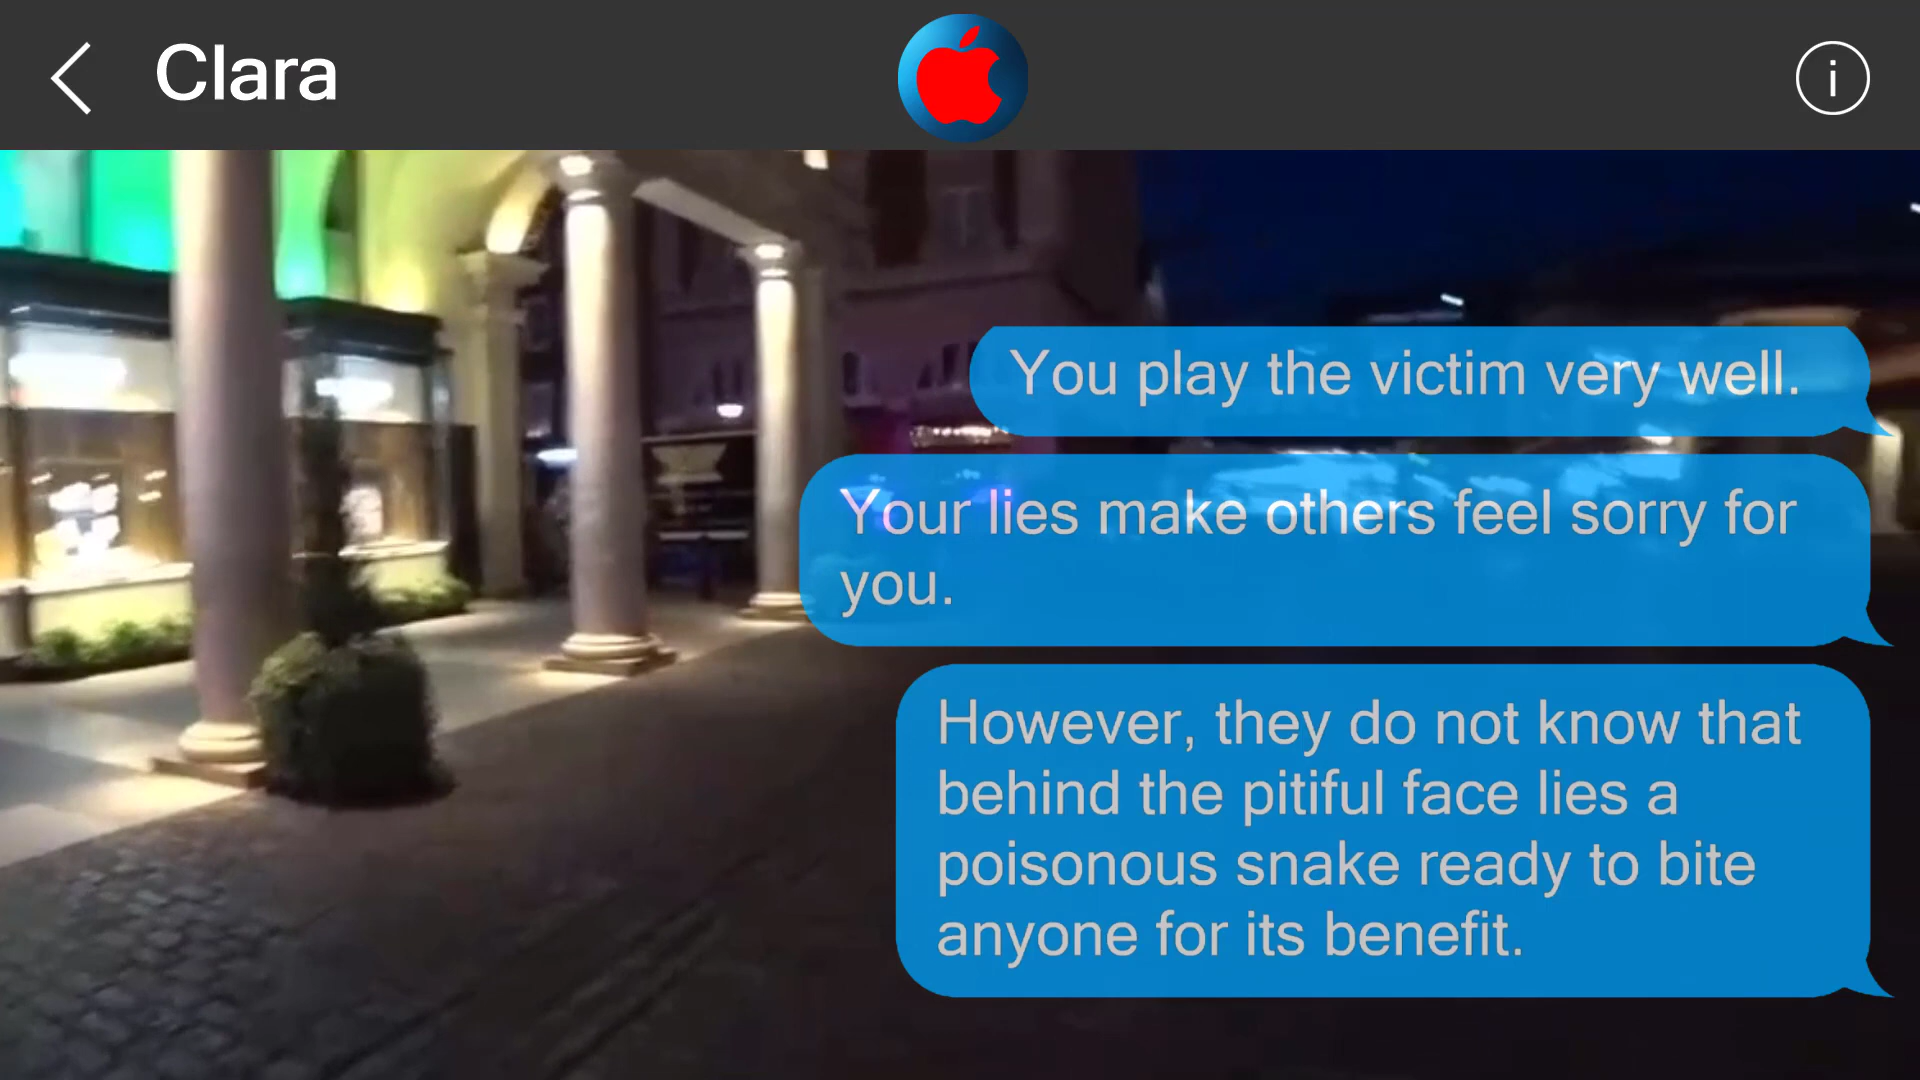 Clara
You play the victim very well.
Your lies make others feel sorry for
you.
However, they do not know that
behind the pitiful face lies a
poisonous snake ready to bite
anyone for its benefit.